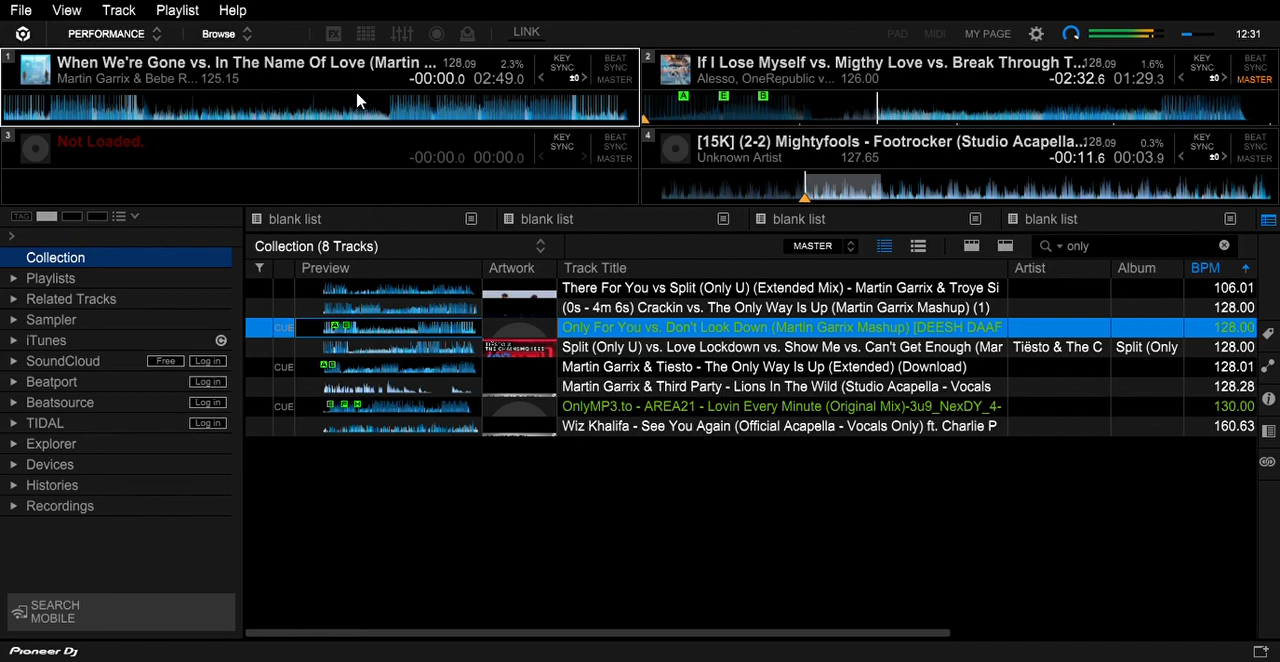 File View Track Playlist Help
PERFORMANCE Browse FX LINK PAD MIDI MY PAGE 12:31
1 When We're Gone vs. In The Name Of Love (Martin ... 128.09 2.3% KEY SYNC BEAT SYNC MASTER
Martin Garrix & Bebe R... 125.15 -00:00.0 02:49.0 ±0
2 If I Lose Myself vs. Migthy Love vs. Break Through T... 128.09 1.6% KEY SYNC BEAT SYNC MASTER
Alesso, OneRepublic v... 126.00 -02:32.6 01:29.3 ±0
A E B
3 Not Loaded. KEY SYNC BEAT SYNC MASTER
-00:00.0 00:00.0
4 [15K] (2-2) Mightyfools - Footrocker (Studio Acapella... 128.09 0.3% KEY SYNC BEAT SYNC MASTER
Unknown Artist 127.65 -00:11.6 00:03.9 ±0
TAG
blank list blank list blank list blank list
Collection
Playlists
Related Tracks
Sampler
iTunes
SoundCloud Free Log in
Beatport Log in
Beatsource Log in
TIDAL Log in
Explorer
Devices
Histories
Recordings
SEARCH
MOBILE
Collection (8 Tracks) MASTER only
Preview Artwork Track Title Artist Album BPM
There For You vs Split (Only U) (Extended Mix) - Martin Garrix & Troye Si 106.01
(0s - 4m 6s) Crackin vs. The Only Way Is Up (Martin Garrix Mashup) (1) 128.00
CUE A E Only For You vs. Don't Look Down (Martin Garrix Mashup) [DEESH DAAF 128.00
Split (Only U) vs. Love Lockdown vs. Show Me vs. Can't Get Enough (Mar Tiësto & The C Split (Only 128.00
CUE Martin Garrix & Tiesto - The Only Way Is Up (Extended) (Download) 128.01
Martin Garrix & Third Party - Lions In The Wild (Studio Acapella - Vocals 128.28
CUE E P H OnlyMP3.to - AREA21 - Lovin Every Minute (Original Mix)-3u9_NexDY_4- 130.00
Wiz Khalifa - See You Again (Official Acapella - Vocals Only) ft. Charlie P 160.63
Pioneer Dj